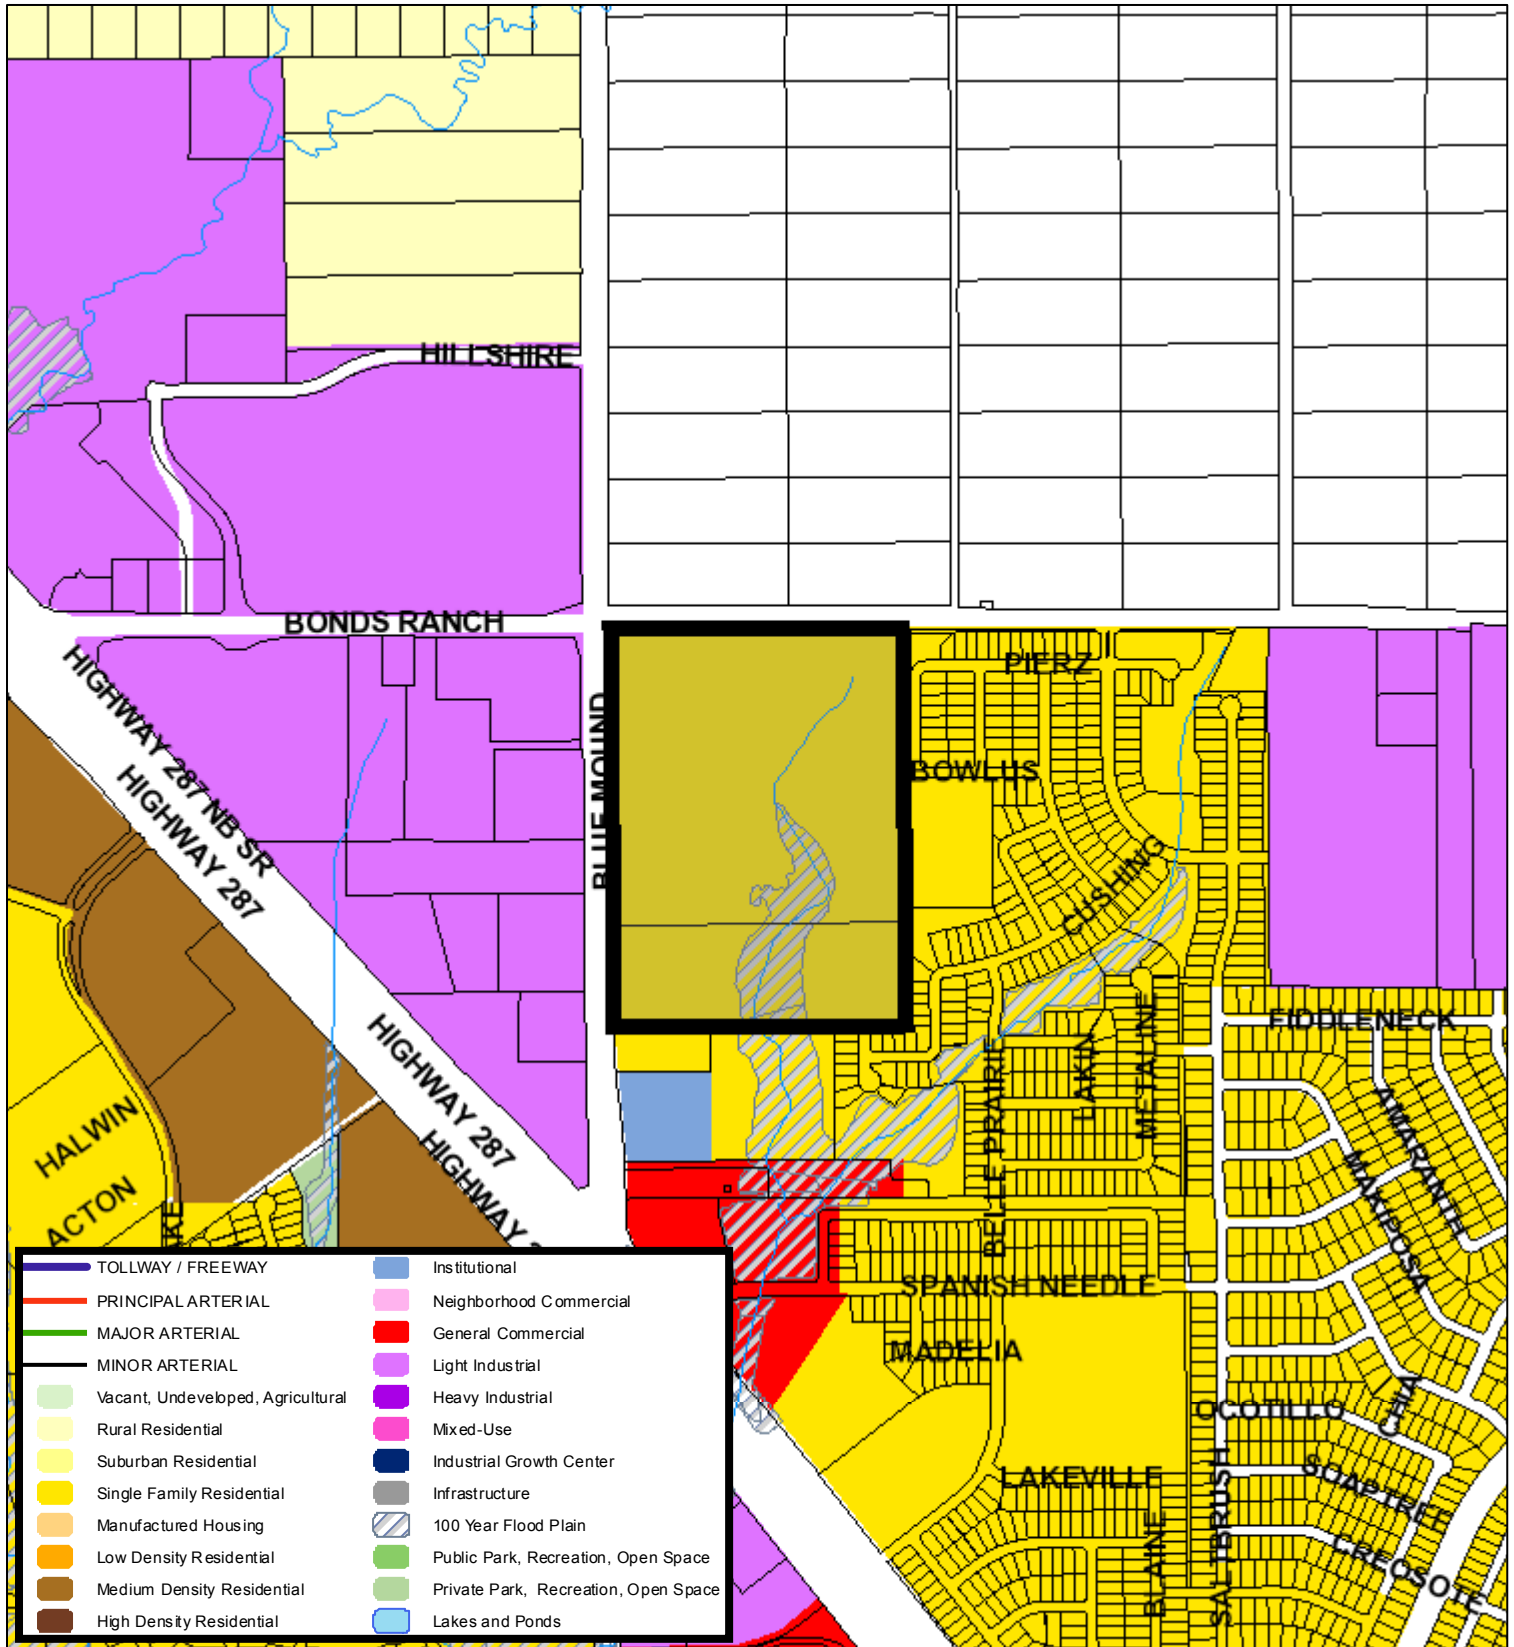 HILLSHIRE
BONDS RANCH
PIERZ
HIGHWAY 287 NB SR
HIGHWAY 287
BLUE MOUND
BOWLUS
CUSHING
FIDDLENECK
HIGHWAY 287
LAKIN
METALINE
BELLE PRAIRIE
AMARANTH
MARIPOSA
HALWIN
ACTON
HIGHWAY 2
SPANISH NEEDLE
MADELIA
CHIA
OCOTILLO
LAKEVILLE
SOAPTREE
CREOSOTE
BLAINE
SALTBRUSH
TOLLWAY / FREEWAY
PRINCIPAL ARTERIAL
MAJOR ARTERIAL
MINOR ARTERIAL
Vacant, Undeveloped, Agricultural
Rural Residential
Suburban Residential
Single Family Residential
Manufactured Housing
Low Density Residential
Medium Density Residential
High Density Residential
Institutional
Neighborhood Commercial
General Commercial
Light Industrial
Heavy Industrial
Mixed-Use
Industrial Growth Center
Infrastructure
100 Year Flood Plain
Public Park, Recreation, Open Space
Private Park, Recreation, Open Space
Lakes and Ponds